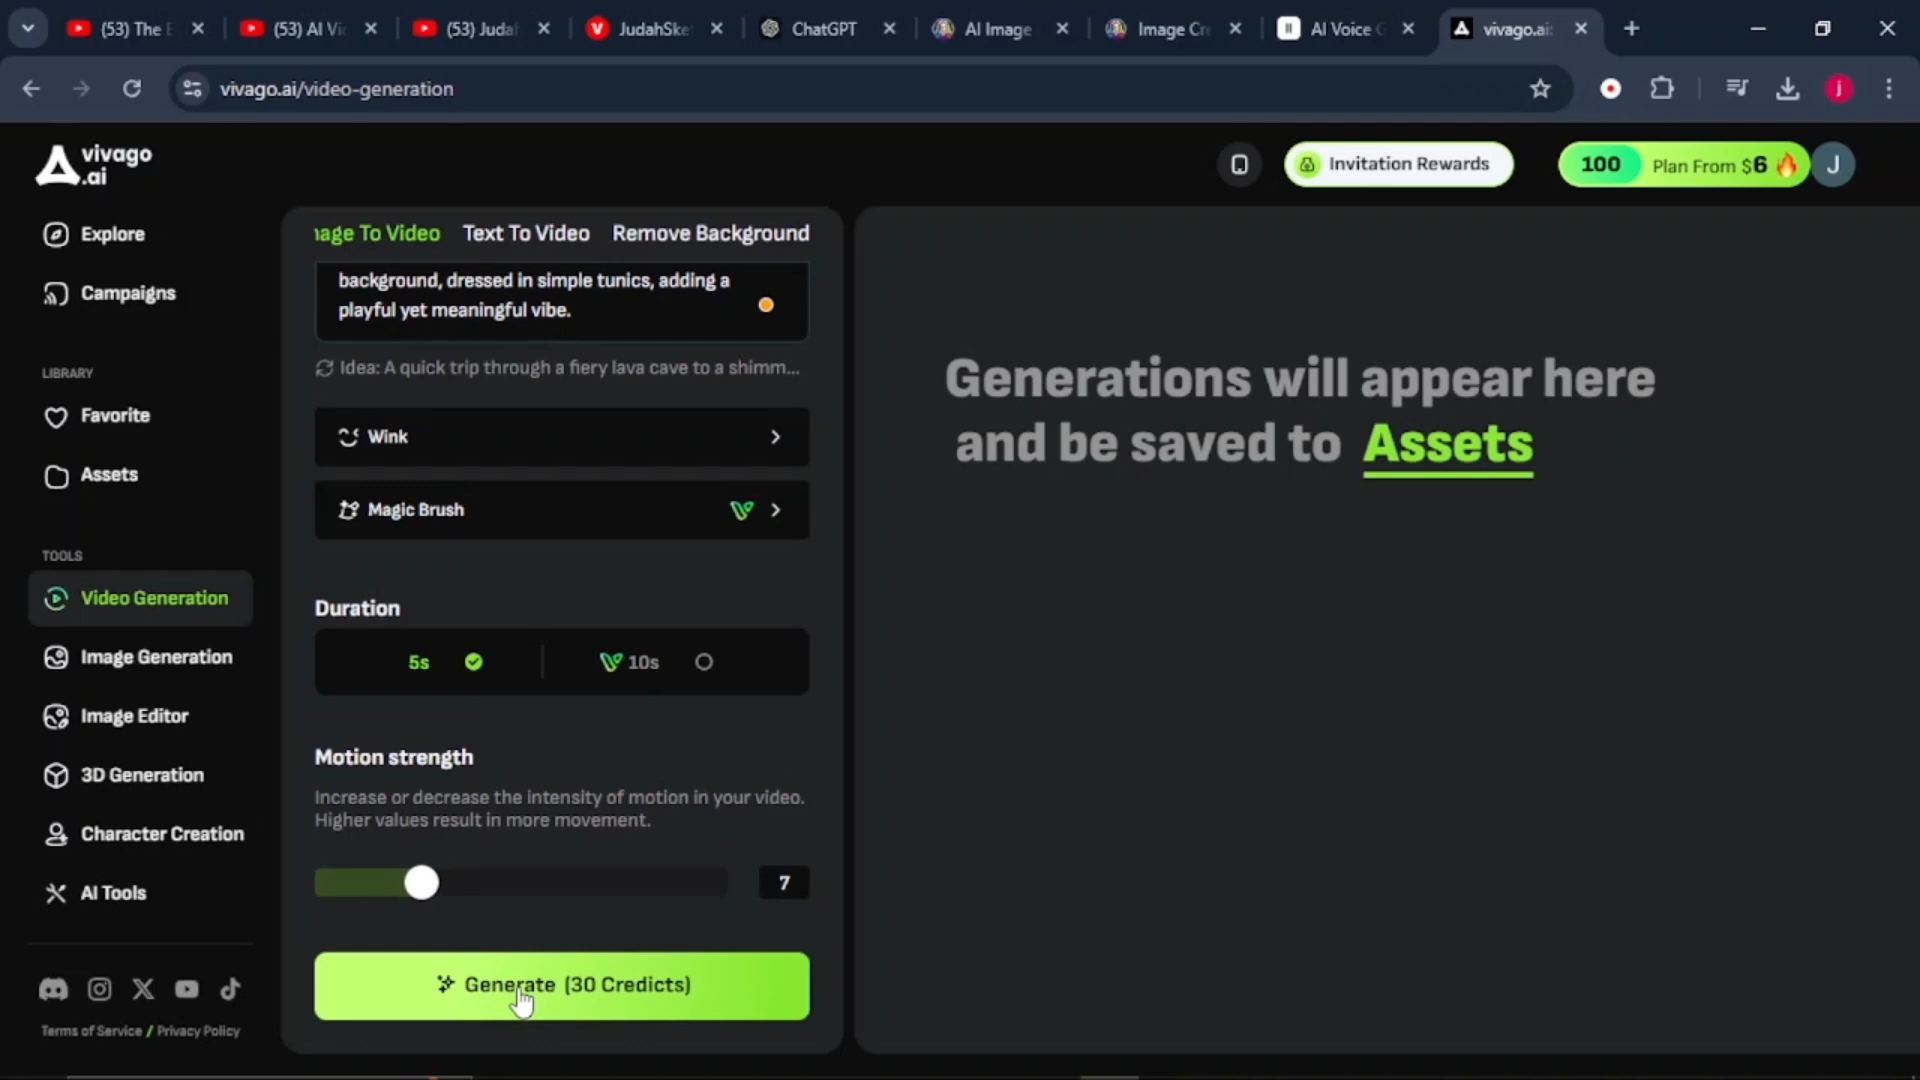 (53) The E
(53) AI Vic
(53) Judah
JudahSke
ChatGPT
AI Image
Image Cre
AI Voice G
vivago.ai:
vivago.ai/video-generation
j
vivago
.ai
Invitation Rewards
100
Plan From $6
J
Explore
Campaigns
LIBRARY
Favorite
Assets
TOOLS
Video Generation
Image Generation
Image Editor
3D Generation
Character Creation
AI Tools
Terms of Service / Privacy Policy
nage To Video
Text To Video
Remove Background
background, dressed in simple tunics, adding a
playful yet meaningful vibe.
Idea: A quick trip through a fiery lava cave to a shimm...
Wink
Magic Brush
Duration
5s
10s
Motion strength
Increase or decrease the intensity of motion in your video.
Higher values result in more movement.
7
Generate (30 Credicts)
Generations will appear here
and be saved to Assets